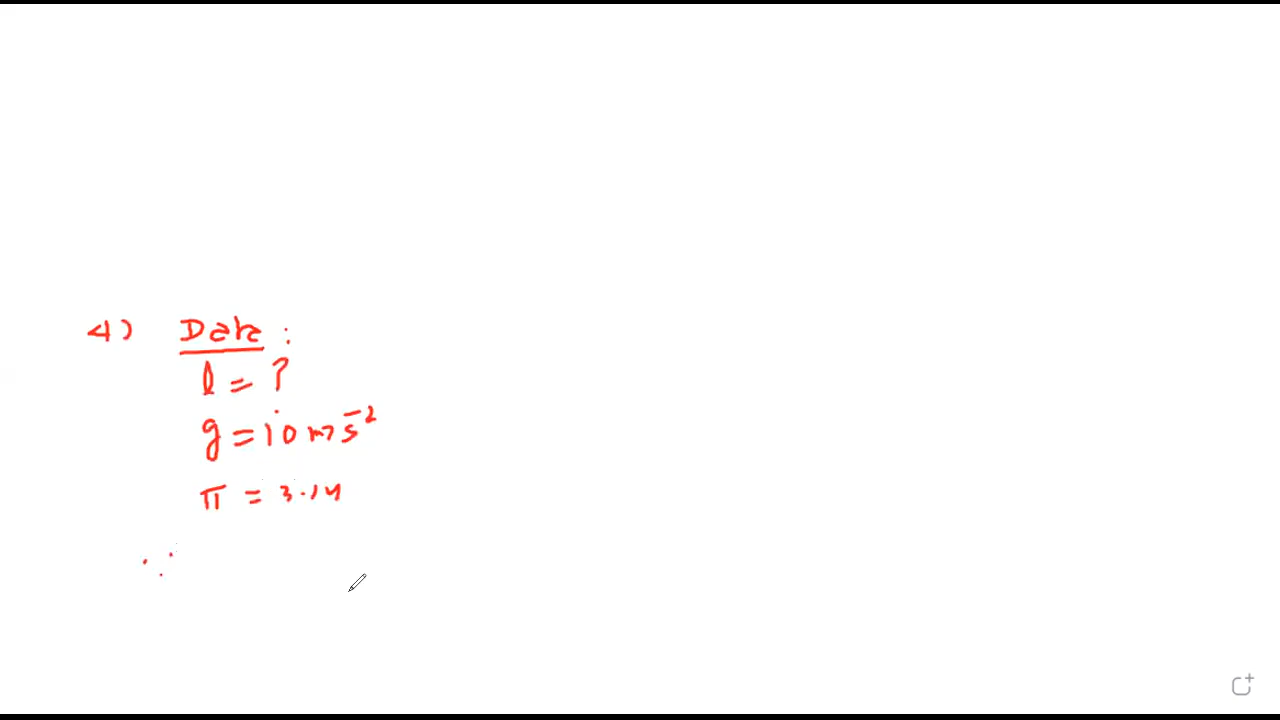 4) Data :
l = ?
g = 10 ms⁻²
π = 3.14
∵